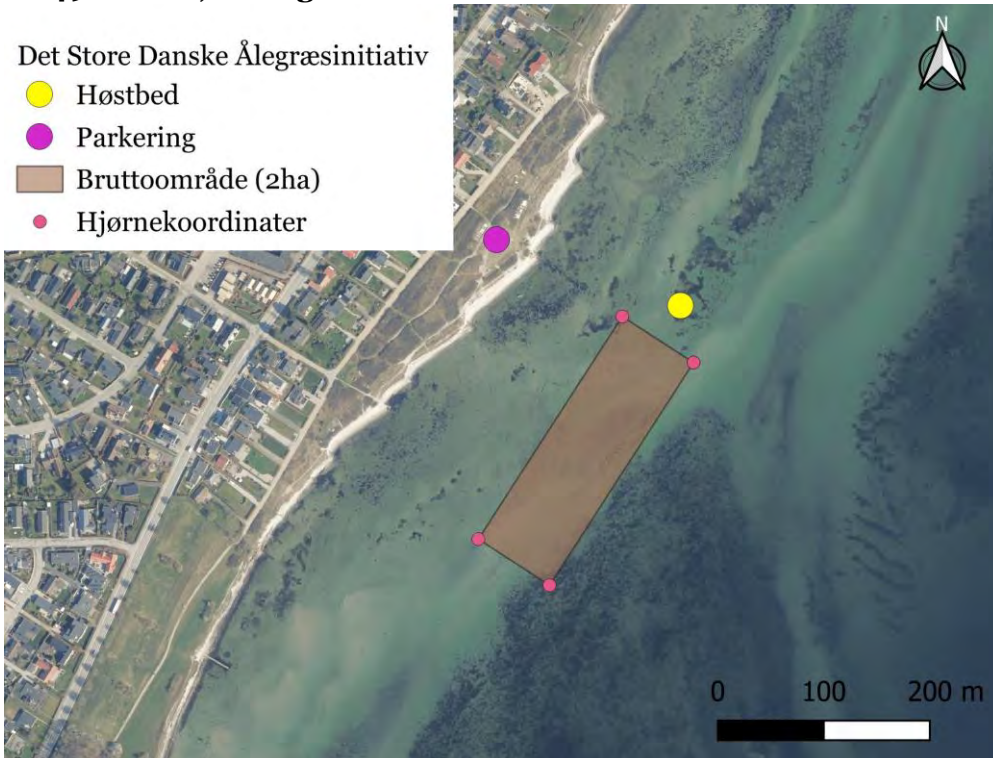 Det Store Danske Ålegræsinitiativ
Høstbed
Parkering
Bruttoområde (2ha)
Hjørnekoordinater
N
0 100 200 m